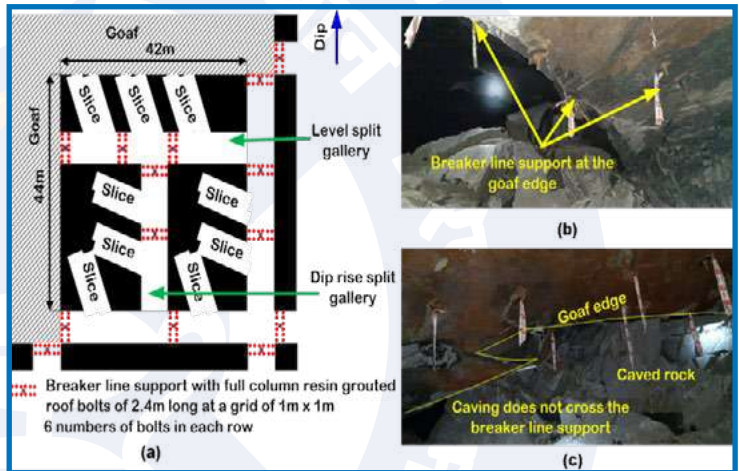 Goaf
42m
Dip
Slice
Slice
Slice
Goaf
44m
Level split
gallery
Slice
Slice
Slice
Slice
Slice
Slice
Dip rise split
gallery
Breaker line support with full column resin grouted
roof bolts of 2.4m long at a grid of 1m x 1m
6 numbers of bolts in each row
(a)
Breaker line support at the
goaf edge
(b)
Goaf edge
Caved rock
Caving does not cross the
breaker line support
(c)